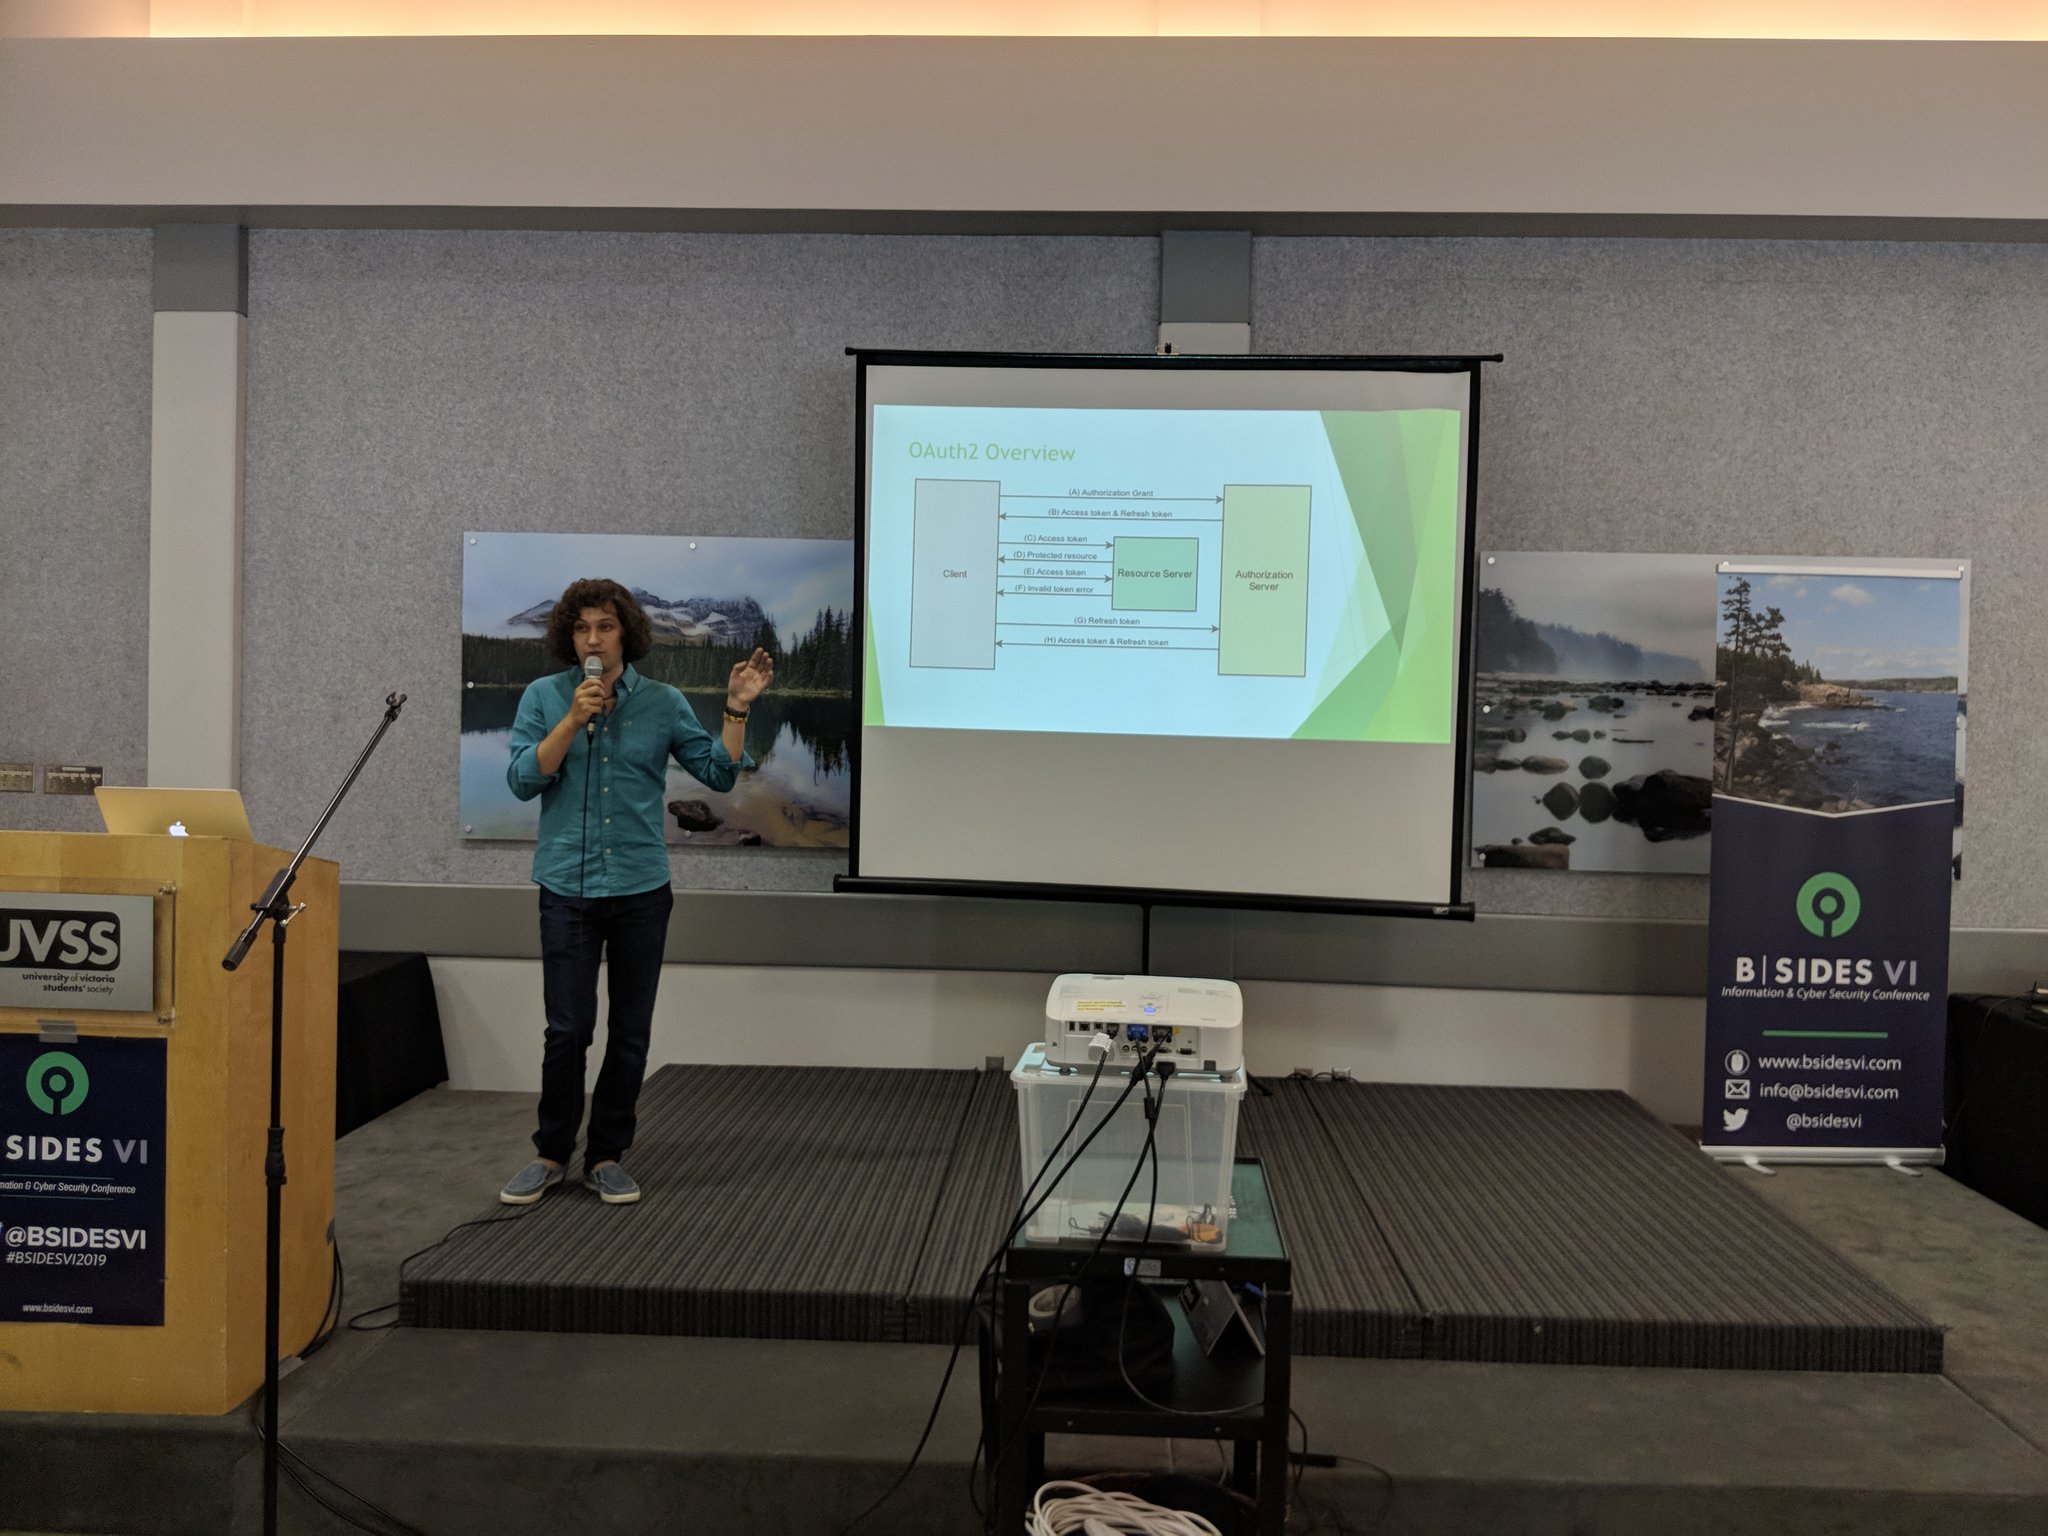 OAuth2 Overview
(A) Authorization Grant
(B) Access token & Refresh token
(C) Access token
(D) Protected resource
(E) Access token
(F) Invalid token error
(G) Refresh token
(H) Access token & Refresh token
Client
Resource Server
Authorization
Server
UVSS
university of victoria
students' society
SIDES VI
mation & Cyber Security Conference
@BSIDESVI
#BSIDESVI2019
www.bsidesvi.com
B|SIDES VI
Information & Cyber Security Conference
www.bsidesvi.com
info@bsidesvi.com
@bsidesvi